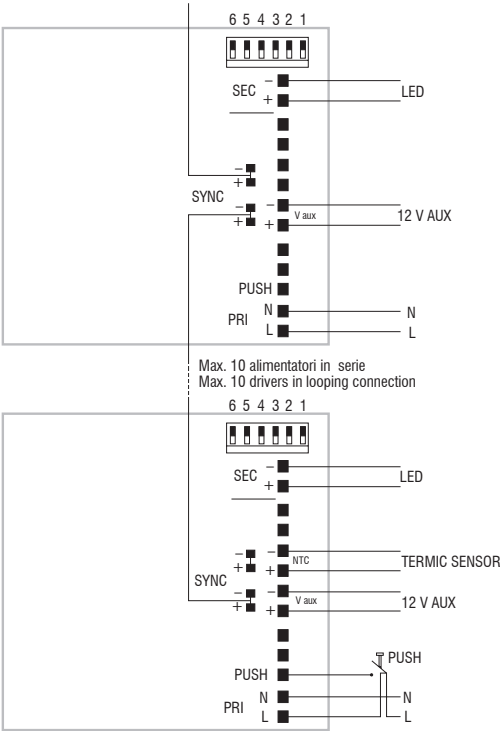 6 5 4 3 2 1
−
SEC
+
LED
−
+
SYNC
−
+
−
V aux
+
12 V AUX
PUSH
N
PRI
L
N
L
Max. 10 alimentatori in serie
Max. 10 drivers in looping connection
6 5 4 3 2 1
−
SEC
+
LED
−
+
−
NTC
+
TERMIC SENSOR
SYNC
−
+
−
V aux
+
12 V AUX
PUSH
PUSH
N
PRI
L
N
L